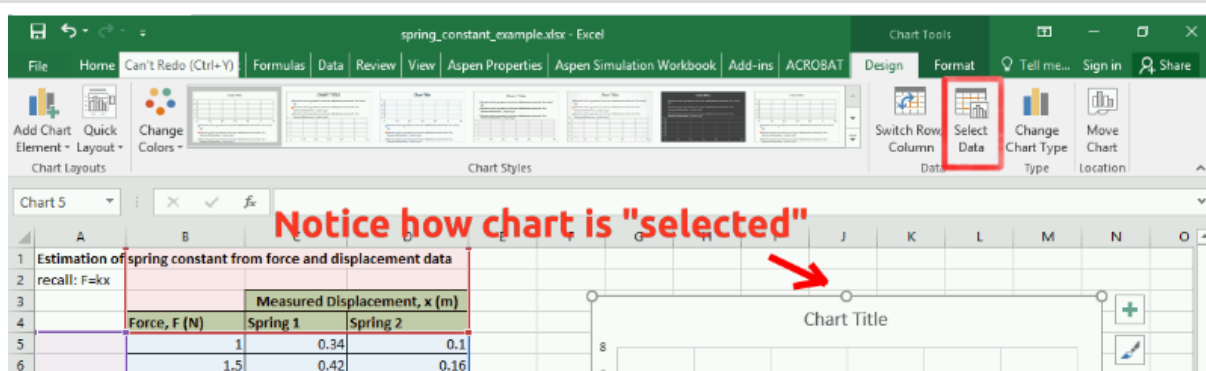 spring_constant_example.xlsx - Excel
Chart Tools
File Home Can't Redo (Ctrl+Y) Formulas Data Review View Aspen Properties Aspen Simulation Workbook Add-ins ACROBAT Design Format Tell me... Sign in Share
Add Chart Element Quick Layout
Change Colors
Switch Row/ Column
Select Data
Change Chart Type
Move Chart
Chart Layouts Chart Styles Data Type Location
Chart 5 fx
Notice how chart is "selected"
A B C D E F G H I J K L M N O
1 Estimation of spring constant from force and displacement data
2 recall: F=kx
3 Measured Displacement, x (m)
4 Force, F (N) Spring 1 Spring 2
5 1 0.34 0.1
6 1.5 0.42 0.16
Chart Title
8